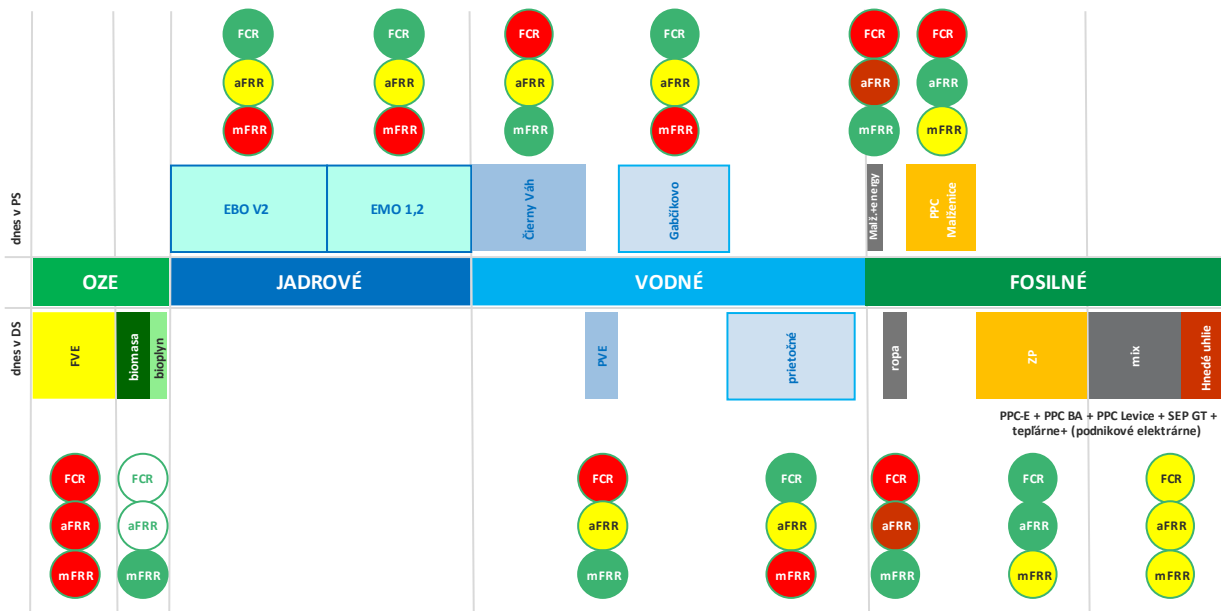 FCR FCR FCR FCR FCR FCR
aFRR aFRR aFRR aFRR aFRR aFRR
mFRR mFRR mFRR mFRR mFRR mFRR
dnes v PS
EBO V2
EMO 1,2
Čierny Váh
Gabčíkovo
Malž.+energy
PPC
Malženice
OZE JADROVÉ VODNÉ FOSILNÉ
dnes v DS
FVE
biomasa
bioplyn
PVE
prietočné
ropa
ZP
mix
Hnedé uhlie
PPC-E + PPC BA + PPC Levice + SEP GT +
tepľárne+ (podnikové elektrárne)
FCR FCR FCR FCR FCR FCR FCR
aFRR aFRR aFRR aFRR aFRR aFRR aFRR
mFRR mFRR mFRR mFRR mFRR mFRR mFRR